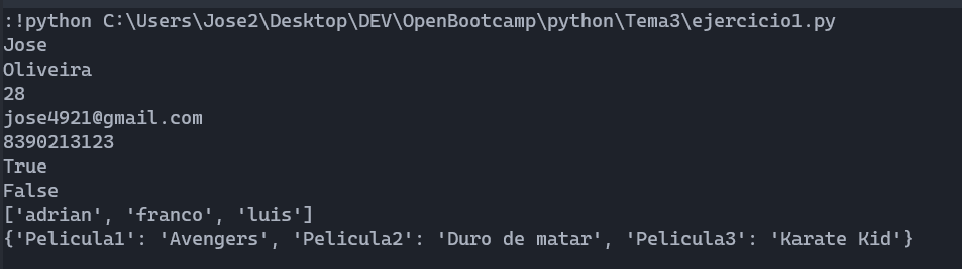 :!python C:\Users\Jose2\Desktop\DEV\OpenBootcamp\python\Tema3\ejercicio1.py
Jose
Oliveira
28
jose4921@gmail.com
8390213123
True
False
['adrian', 'franco', 'luis']
{'Pelicula1': 'Avengers', 'Pelicula2': 'Duro de matar', 'Pelicula3': 'Karate Kid'}